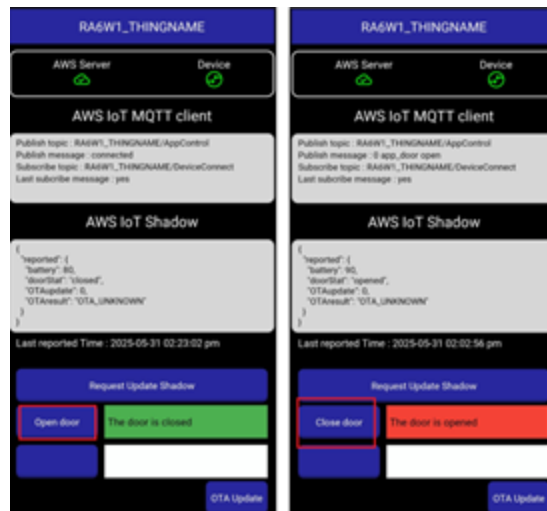 RA6W1_THINGNAME
AWS Server Device
AWS IoT MQTT client
Publish topic : RA6W1_THINGNAME/AppControl
Publish message : connected
Subscribe topic : RA6W1_THINGNAME/DeviceConnect
Last subcribe message : yes
AWS IoT Shadow
{
"reported": {
"battery": 80,
"doorStat": "closed",
"OTAupdate": 0,
"OTAresult": "OTA_UNKNOWN"
}
}
Last reported Time : 2025-05-31 02:23:02 pm
Request Update Shadow
Open door The door is closed
OTA Update
RA6W1_THINGNAME
AWS Server Device
AWS IoT MQTT client
Publish topic : RA6W1_THINGNAME/AppControl
Publish message : 0 app_door open
Subscribe topic : RA6W1_THINGNAME/DeviceConnect
Last subcribe message : yes
AWS IoT Shadow
{
"reported": {
"battery": 90,
"doorStat": "opened",
"OTAupdate": 0,
"OTAresult": "OTA_UNKNOWN"
}
}
Last reported Time : 2025-05-31 02:02:56 pm
Request Update Shadow
Close door The door is opened
OTA Update